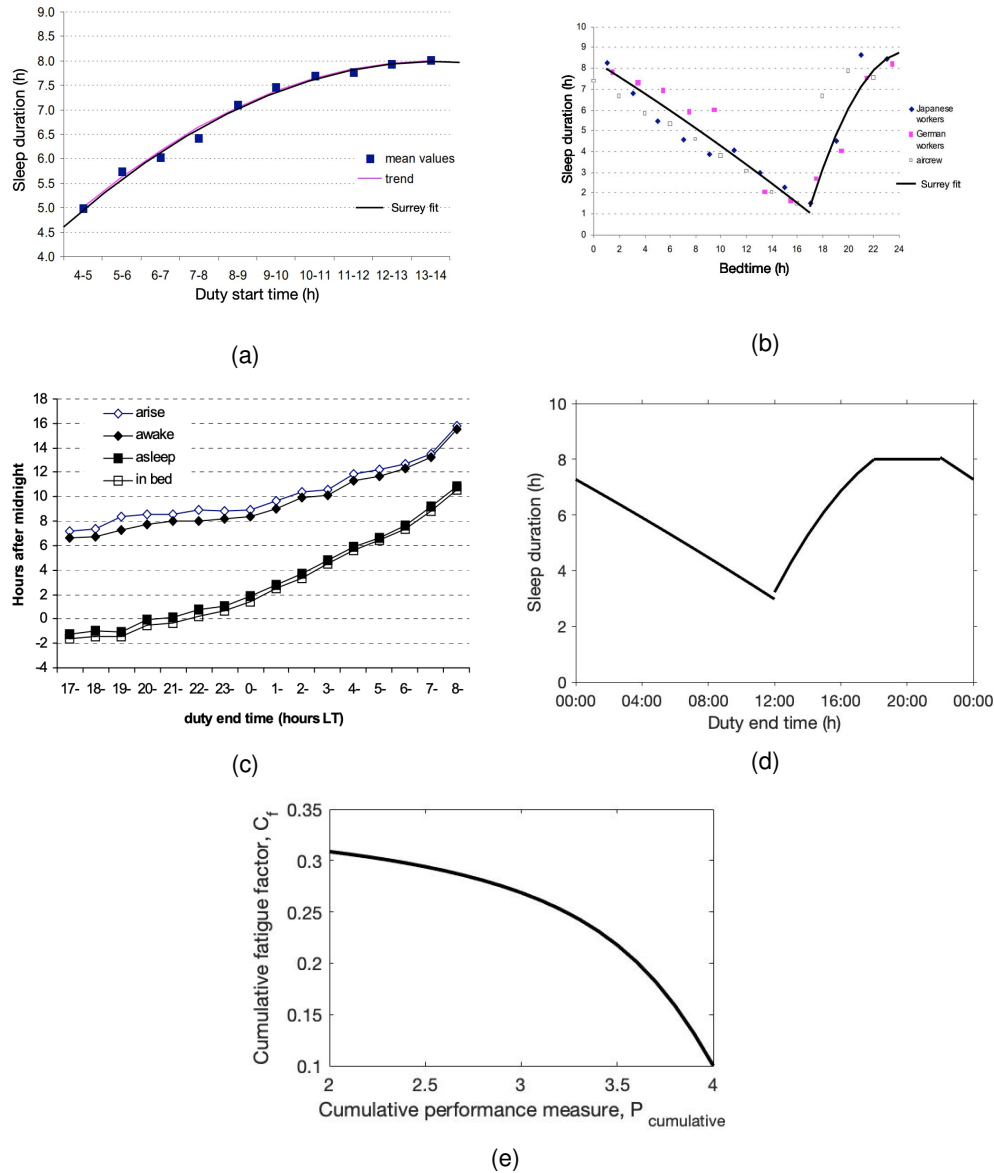 9.0
8.5
8.0
7.5
7.0
6.5
6.0
5.5
5.0
4.5
4.0
Sleep duration (h)
mean values
trend
Surrey fit
4-5 5-6 6-7 7-8 8-9 9-10 10-11 11-12 12-13 13-14
Duty start time (h)
(a)
10
9
8
7
6
5
4
3
2
1
0
Sleep duration (h)
Japanese
workers
German
workers
aircrew
Surrey fit
0 2 4 6 8 10 12 14 16 18 20 22 24
Bedtime (h)
(b)
18
16
14
12
10
8
6
4
2
0
-2
-4
Hours after midnight
arise
awake
asleep
in bed
17- 18- 19- 20- 21- 22- 23- 0- 1- 2- 3- 4- 5- 6- 7- 8-
duty end time (hours LT)
(c)
10
8
6
4
2
0
Sleep duration (h)
00:00 04:00 08:00 12:00 16:00 20:00 00:00
Duty end time (h)
(d)
0.35
0.3
0.25
0.2
0.15
0.1
Cumulative fatigue factor, C_f
2 2.5 3 3.5 4
Cumulative performance measure, P_cumulative
(e)